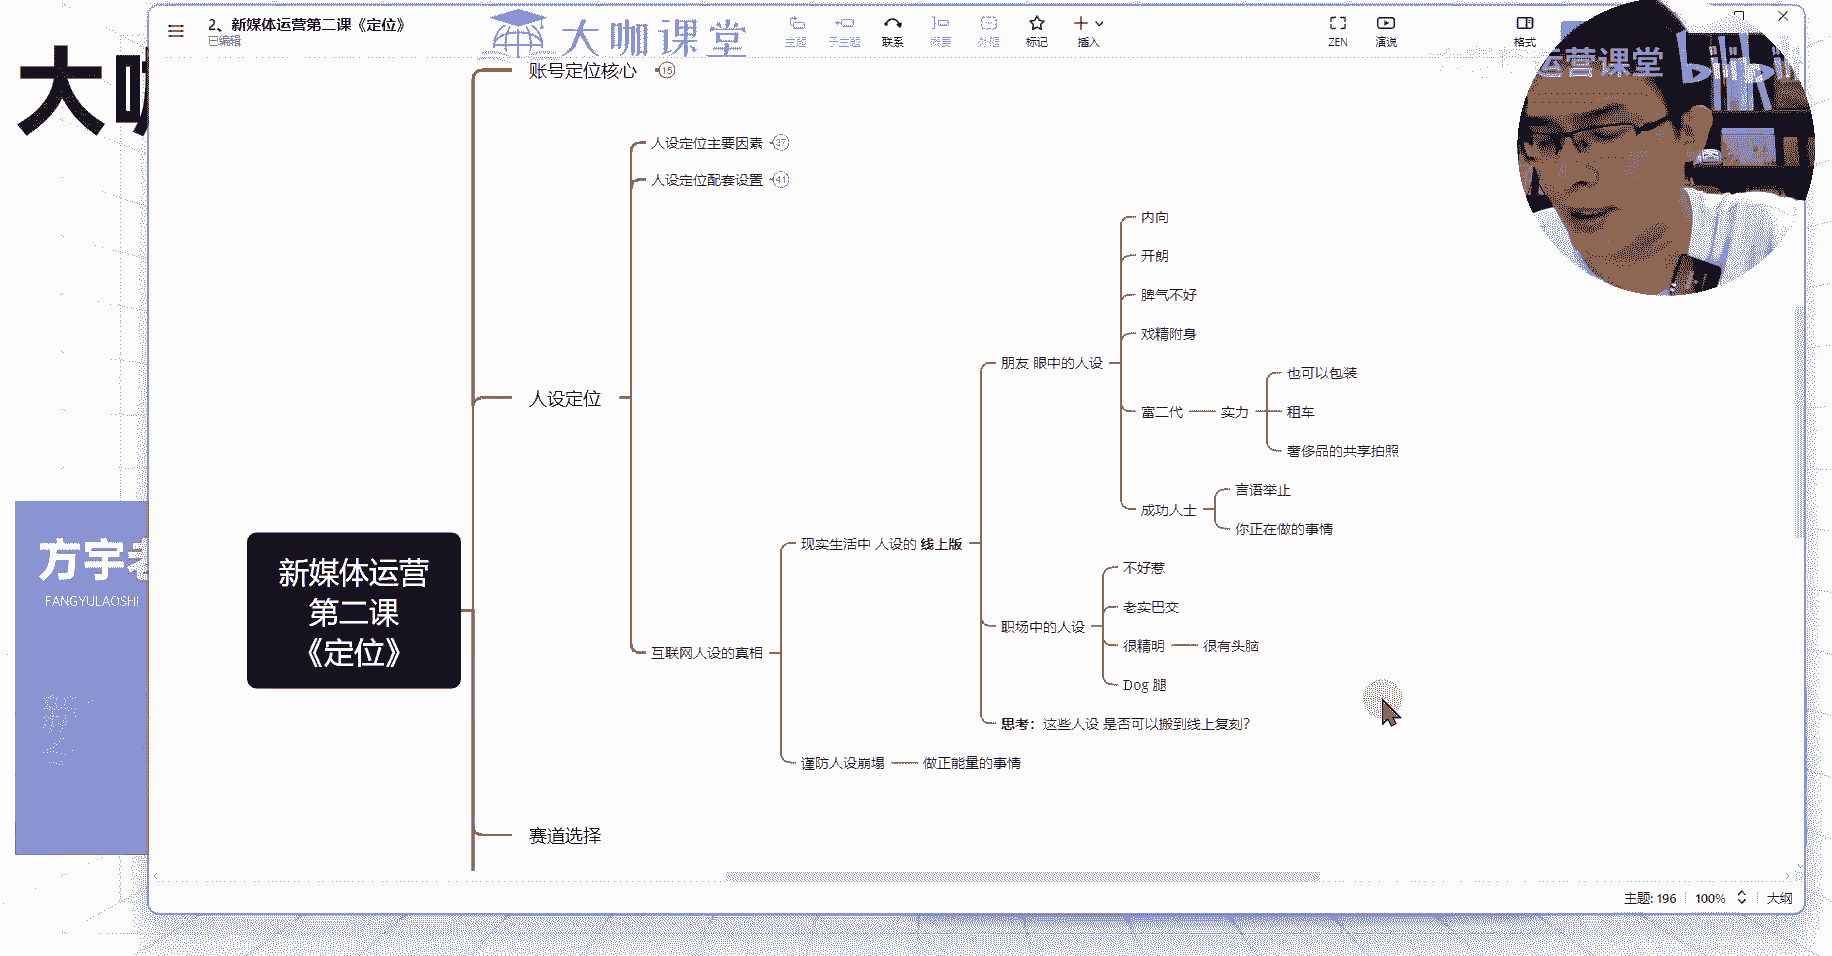 2、新媒体运营第二课《定位》
已编辑
大咖课堂
主题
子主题
联系
概要
外框
标记
插入
ZEN
演说
格式
运营课堂
bilibili
大咖
账号定位核心
15
人设定位主要因素
37
人设定位配套设置
41
内向
开朗
脾气不好
戏精附身
朋友 眼中的人设
也可以包装
人设定位
富二代
实力
租车
奢侈品的共享拍照
言语举止
成功人士
你正在做的事情
现实生活中 人设的 线上版
不好惹
方宇老
FANGYULAOSHI
新媒体运营
第二课
《定位》
老实巴交
职场中的人设
很精明
很有头脑
互联网人设的真相
Dog 腿
思考：这些人设 是否可以搬到线上复刻？
谨防人设崩塌
做正能量的事情
赛道选择
主题: 196
100%
大纲